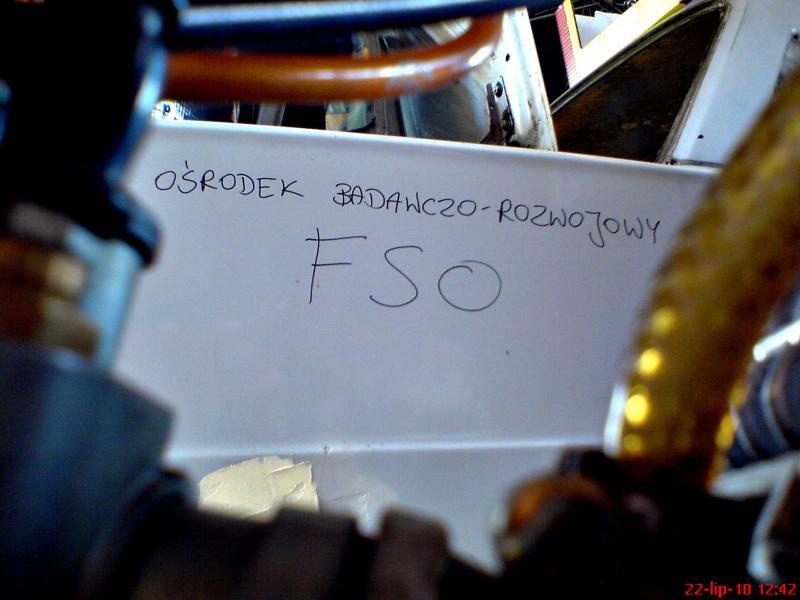 OŚRODEK BADAWCZO-ROZWOJOWY
FSO
22-lip-10 12:42